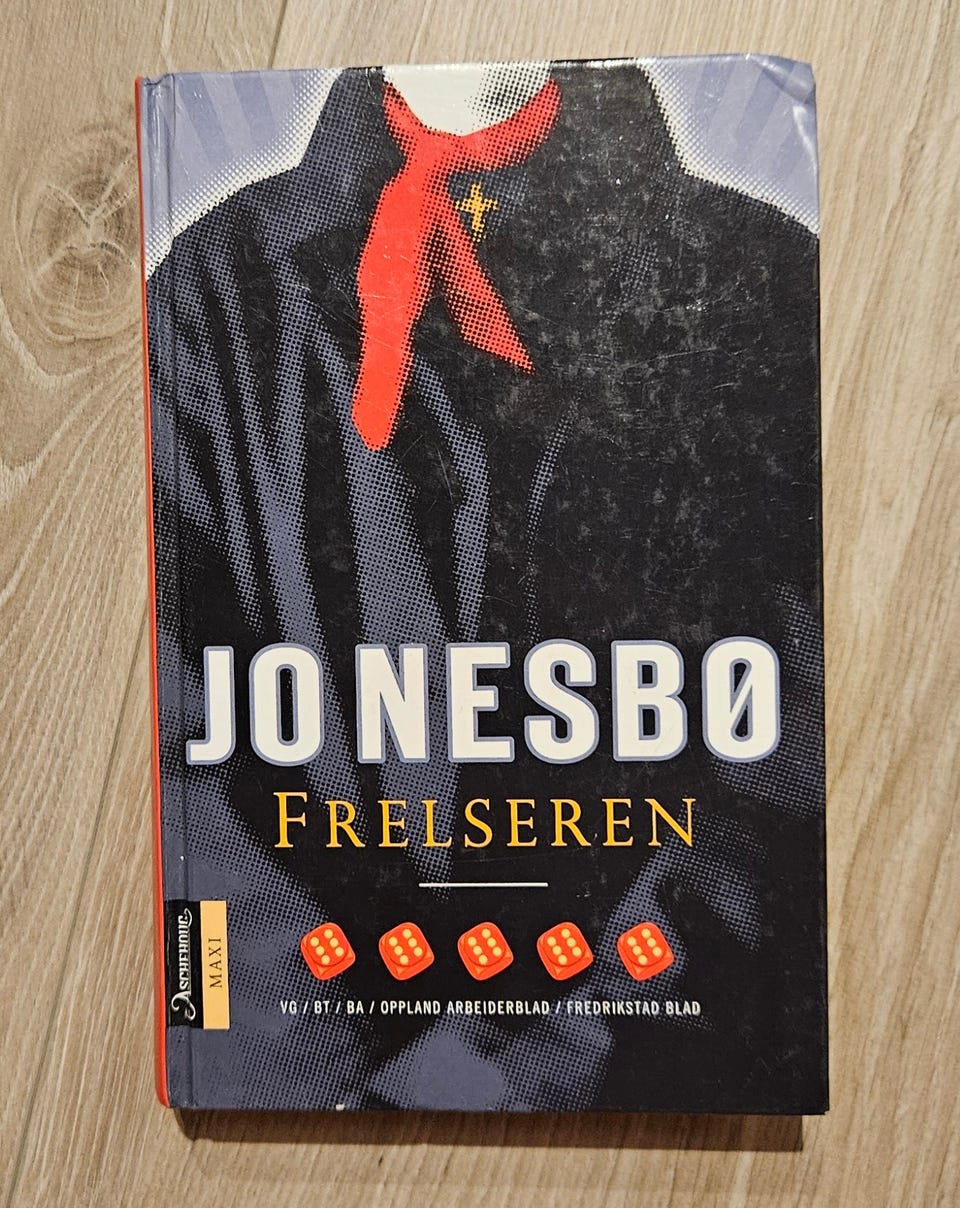 JO NESBØ
FRELSEREN
VG / BT / BA / OPPLAND ARBEIDERBLAD / FREDRIKSTAD BLAD
ASCHEHOUG
MAXI